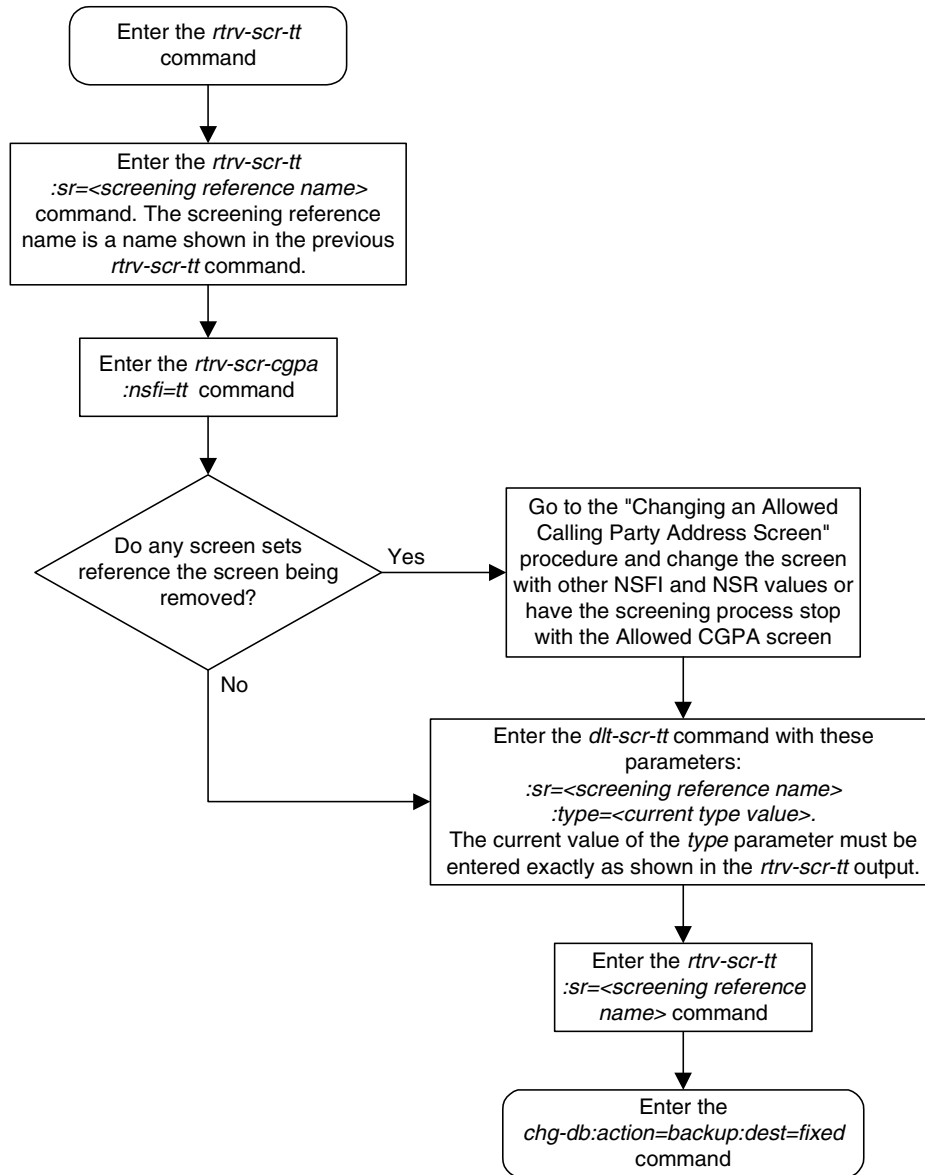 Enter the rtrv-scr-tt
command
Enter the rtrv-scr-tt
:sr=<screening reference name>
command. The screening reference
name is a name shown in the previous
rtrv-scr-tt command.
Enter the rtrv-scr-cgpa
:nsfi=tt command
Do any screen sets
reference the screen being
removed?
Yes
Go to the "Changing an Allowed
Calling Party Address Screen"
procedure and change the screen
with other NSFI and NSR values or
have the screening process stop
with the Allowed CGPA screen
No
Enter the dlt-scr-tt command with these
parameters:
:sr=<screening reference name>
:type=<current type value>.
The current value of the type parameter must be
entered exactly as shown in the rtrv-scr-tt output.
Enter the rtrv-scr-tt
:sr=<screening reference
name> command
Enter the
chg-db:action=backup:dest=fixed
command